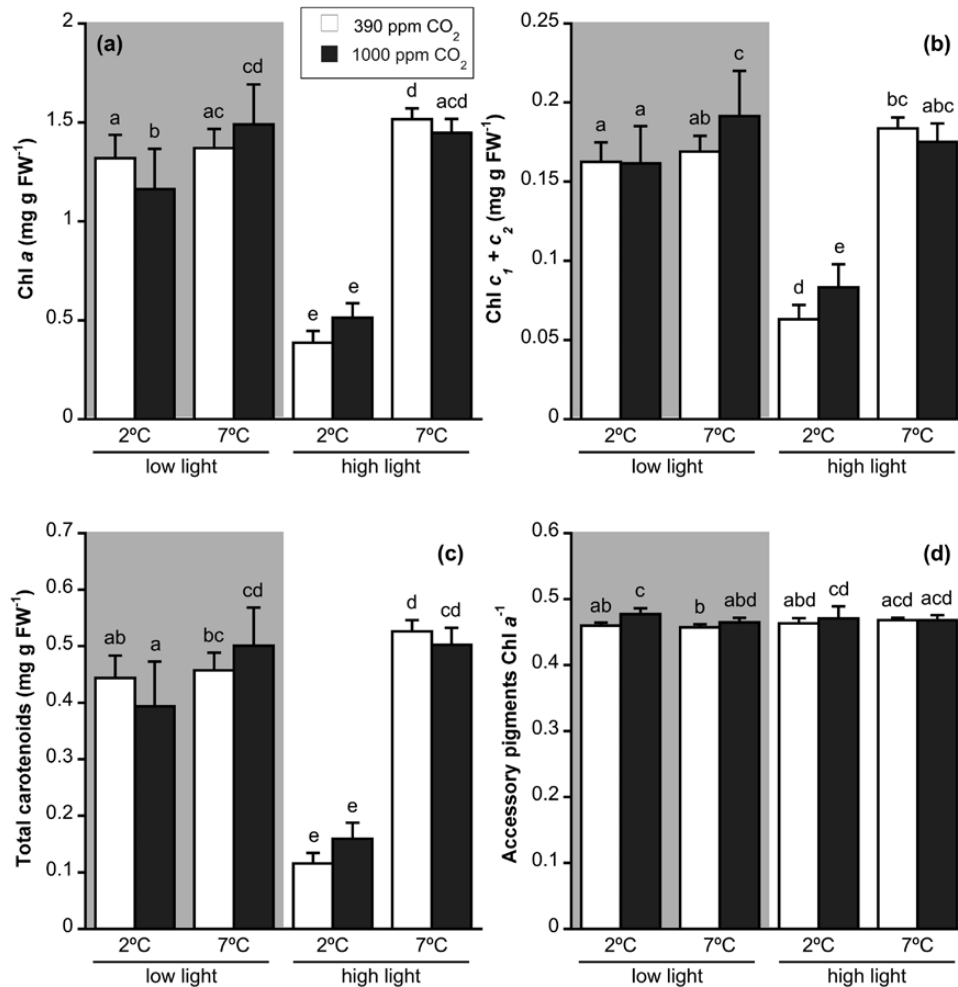 (a)
390 ppm CO2
1000 ppm CO2
Chl a (mg g FW-1)
2
1.5
1
0.5
0
a b ac cd e e d acd
2ºC 7ºC 2ºC 7ºC
low light high light
(b)
Chl c1 + c2 (mg g FW-1)
0.25
0.2
0.15
0.1
0.05
0
a a ab c d e bc abc
2ºC 7ºC 2ºC 7ºC
low light high light
(c)
Total carotenoids (mg g FW-1)
0.7
0.6
0.5
0.4
0.3
0.2
0.1
0
ab a bc cd e e d cd
2ºC 7ºC 2ºC 7ºC
low light high light
(d)
Accessory pigments Chl a-1
0.6
0.5
0.4
0.3
0.2
0.1
0
ab c b abd abd cd acd acd
2ºC 7ºC 2ºC 7ºC
low light high light